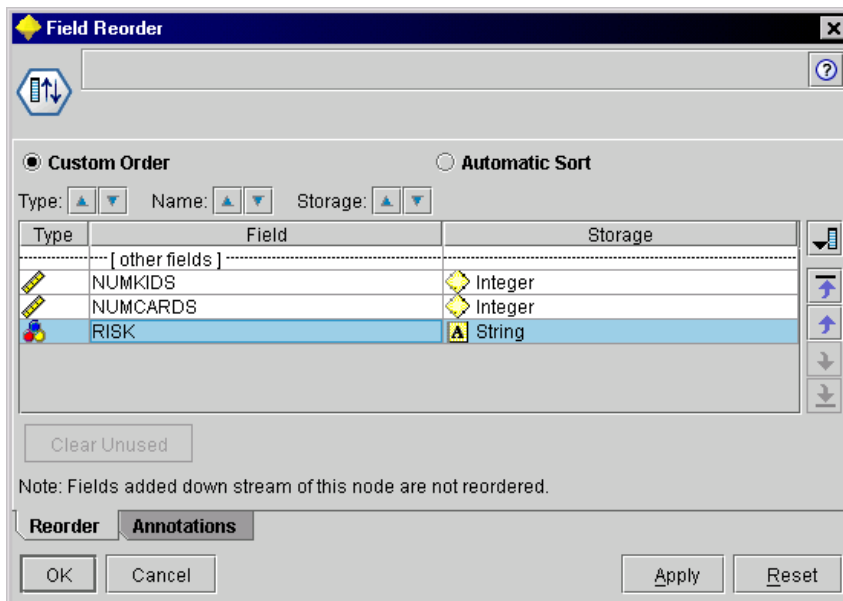 Field Reorder
Custom Order Automatic Sort
Type: Name: Storage:
Type Field Storage
[ other fields ]
NUMKIDS Integer
NUMCARDS Integer
RISK A String
Clear Unused
Note: Fields added down stream of this node are not reordered.
Reorder Annotations
OK Cancel Apply Reset